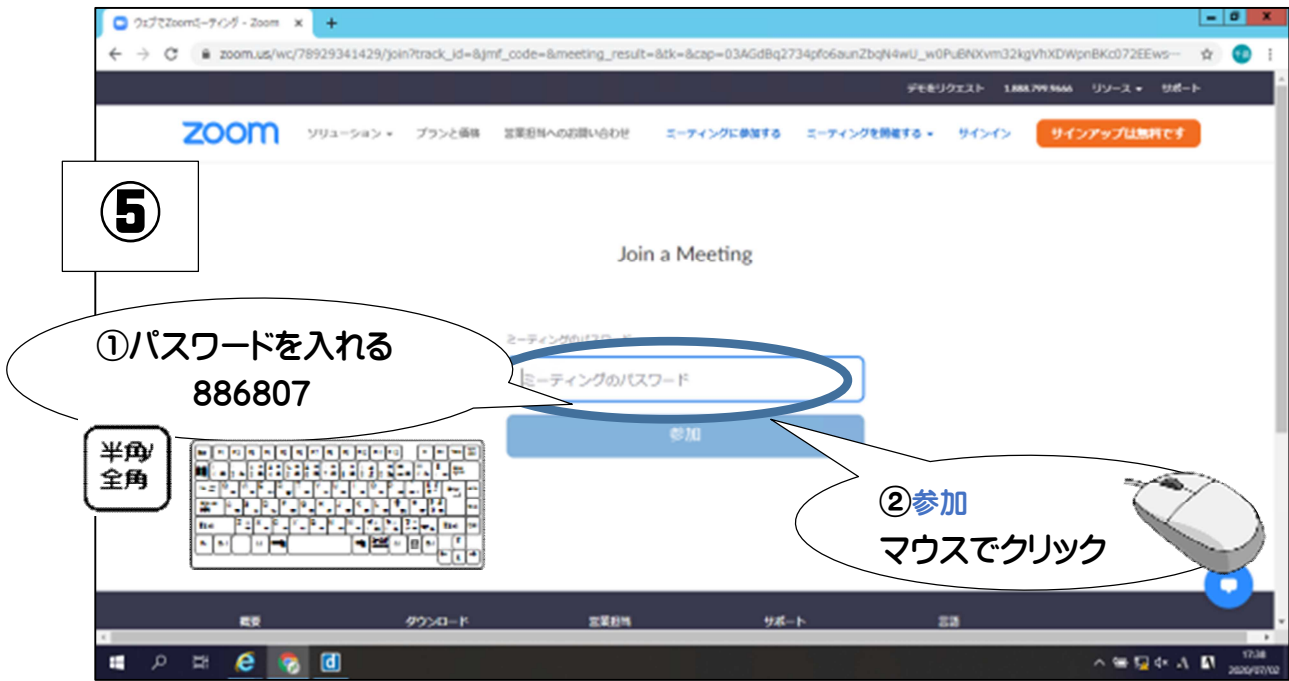 ウェブでZoomミーティング - Zoom
zoom.us/wc/78929341429/join?track_id=&jmf_code=&meeting_result=&tk=&cap=03AGdBq2734pfo6aunZbqN4wU_w0PuBNXvm32kgVhXDWpnBKc072EEws…
デモをリクエスト 1.888.799.9666 リソース サポート
zoom ソリューション プランと価格 営業担当へのお問い合わせ ミーティングに参加する ミーティングを開催する サインイン サインアップは無料です
⑤
Join a Meeting
①パスワードを入れる
886807
ミーティングのパスワード
ミーティングのパスワード
参加
半角/
全角
②参加
マウスでクリック
概要 ダウンロード 営業担当 サポート 言語
17:38
2020/07/02